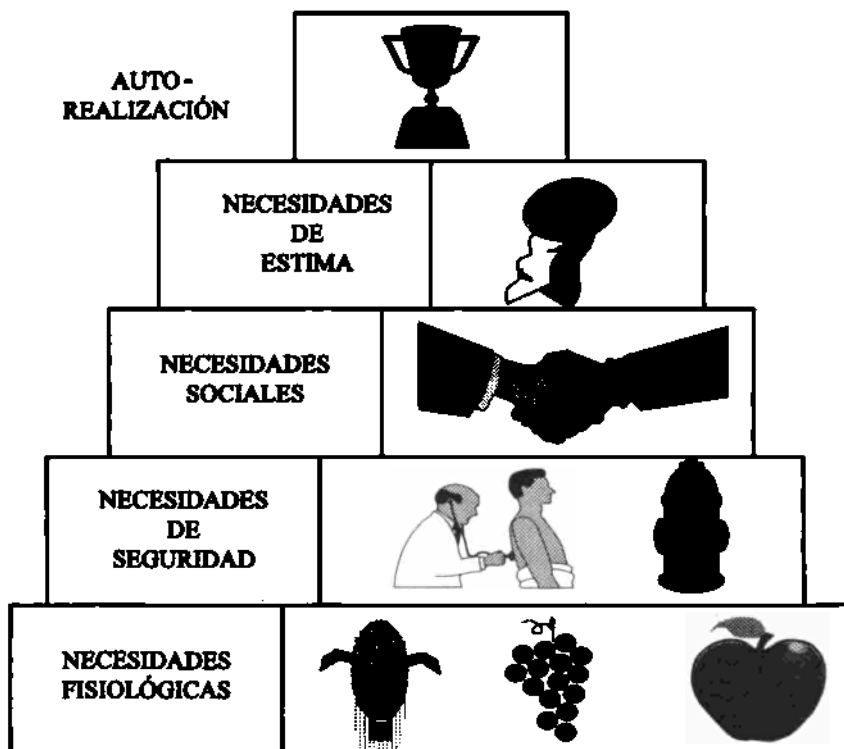 AUTO -
REALIZACIÓN
NECESIDADES
DE
ESTIMA
NECESIDADES
SOCIALES
NECESIDADES
DE
SEGURIDAD
NECESIDADES
FISIOLÓGICAS